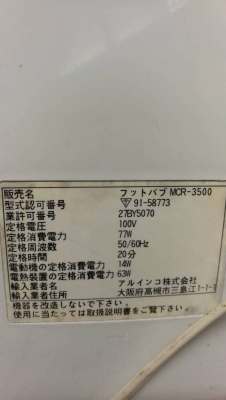 販売名 フットバブ MCR-3500
型式認可番号 91-58773
業許可番号 27BY5070
定格電圧 100V
定格消費電力 77W
定格周波数 50/60Hz
定格時間 20分
電動機の定格消費電力 14W
電熱装置の定格消費電力 63W
輸入業者名 アルインコ株式会社
輸入業者住所 大阪府高槻市三島江1-1-1
機器を改造しないで下さい.
使用に当たっては取扱説明書をご覧下さい.